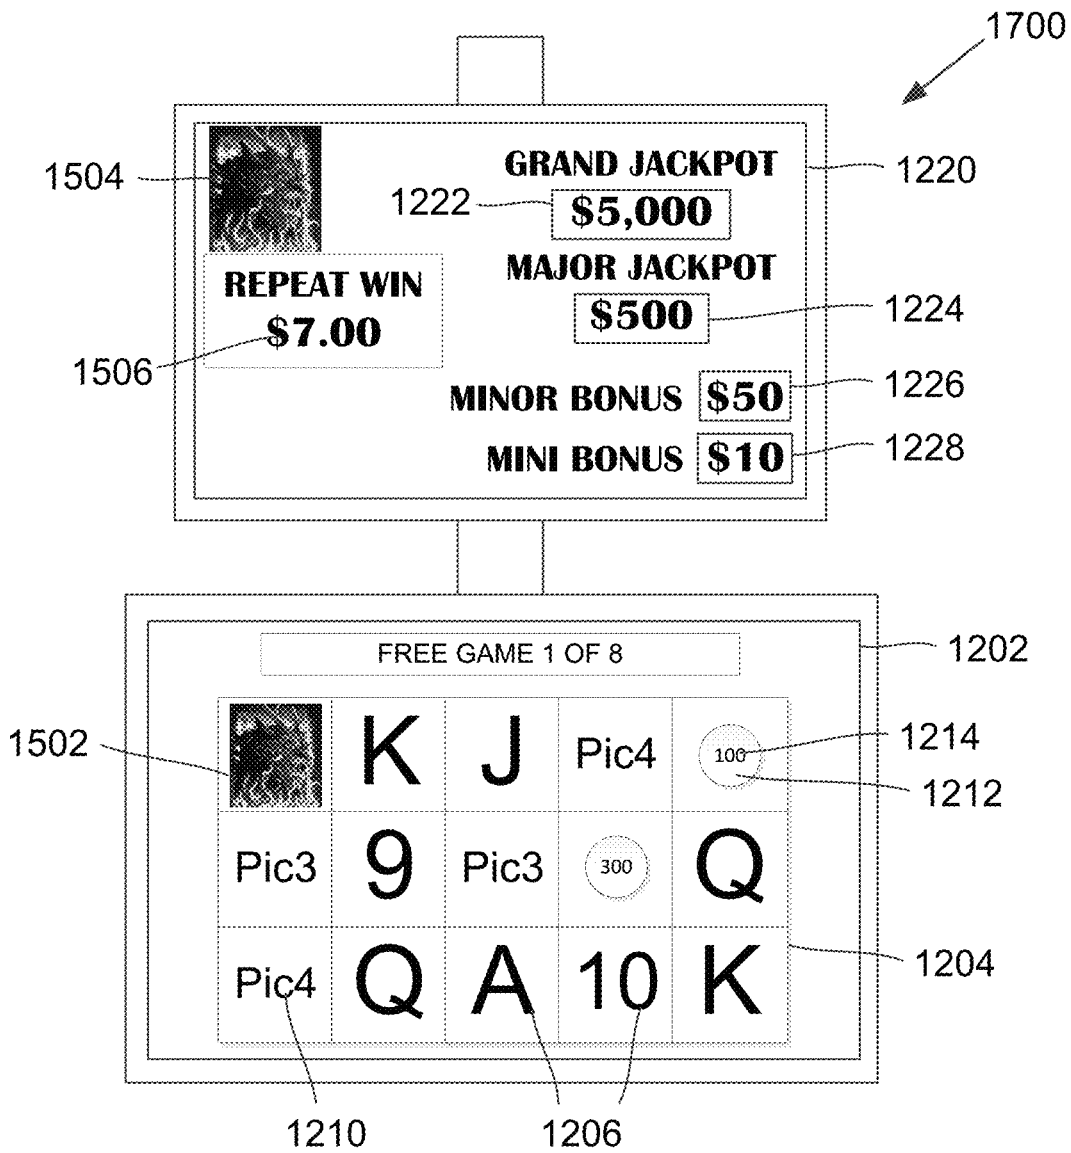 1700
1504
GRAND JACKPOT
1220
1222
$5,000
REPEAT WIN
MAJOR JACKPOT
$7.00
$500
1224
1506
MINOR BONUS $50
1226
MINI BONUS $10
1228
FREE GAME 1 OF 8
1202
1502
K J Pic4 100
1214
1212
Pic3 9 Pic3 300 Q
Pic4 Q A 10 K
1204
1210
1206